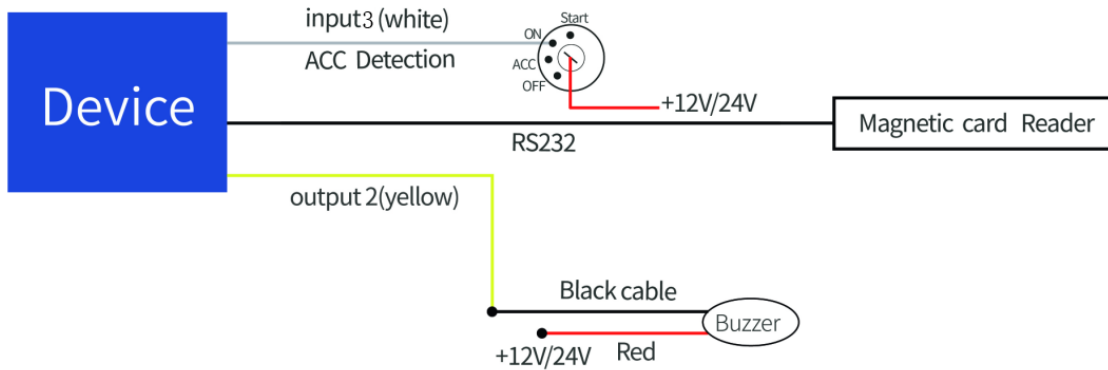 Start
input3 (white)
ON
ACC Detection
ACC
OFF
Device
+12V/24V
RS232
Magnetic card Reader
output 2(yellow)
Black cable
Buzzer
+12V/24V
Red